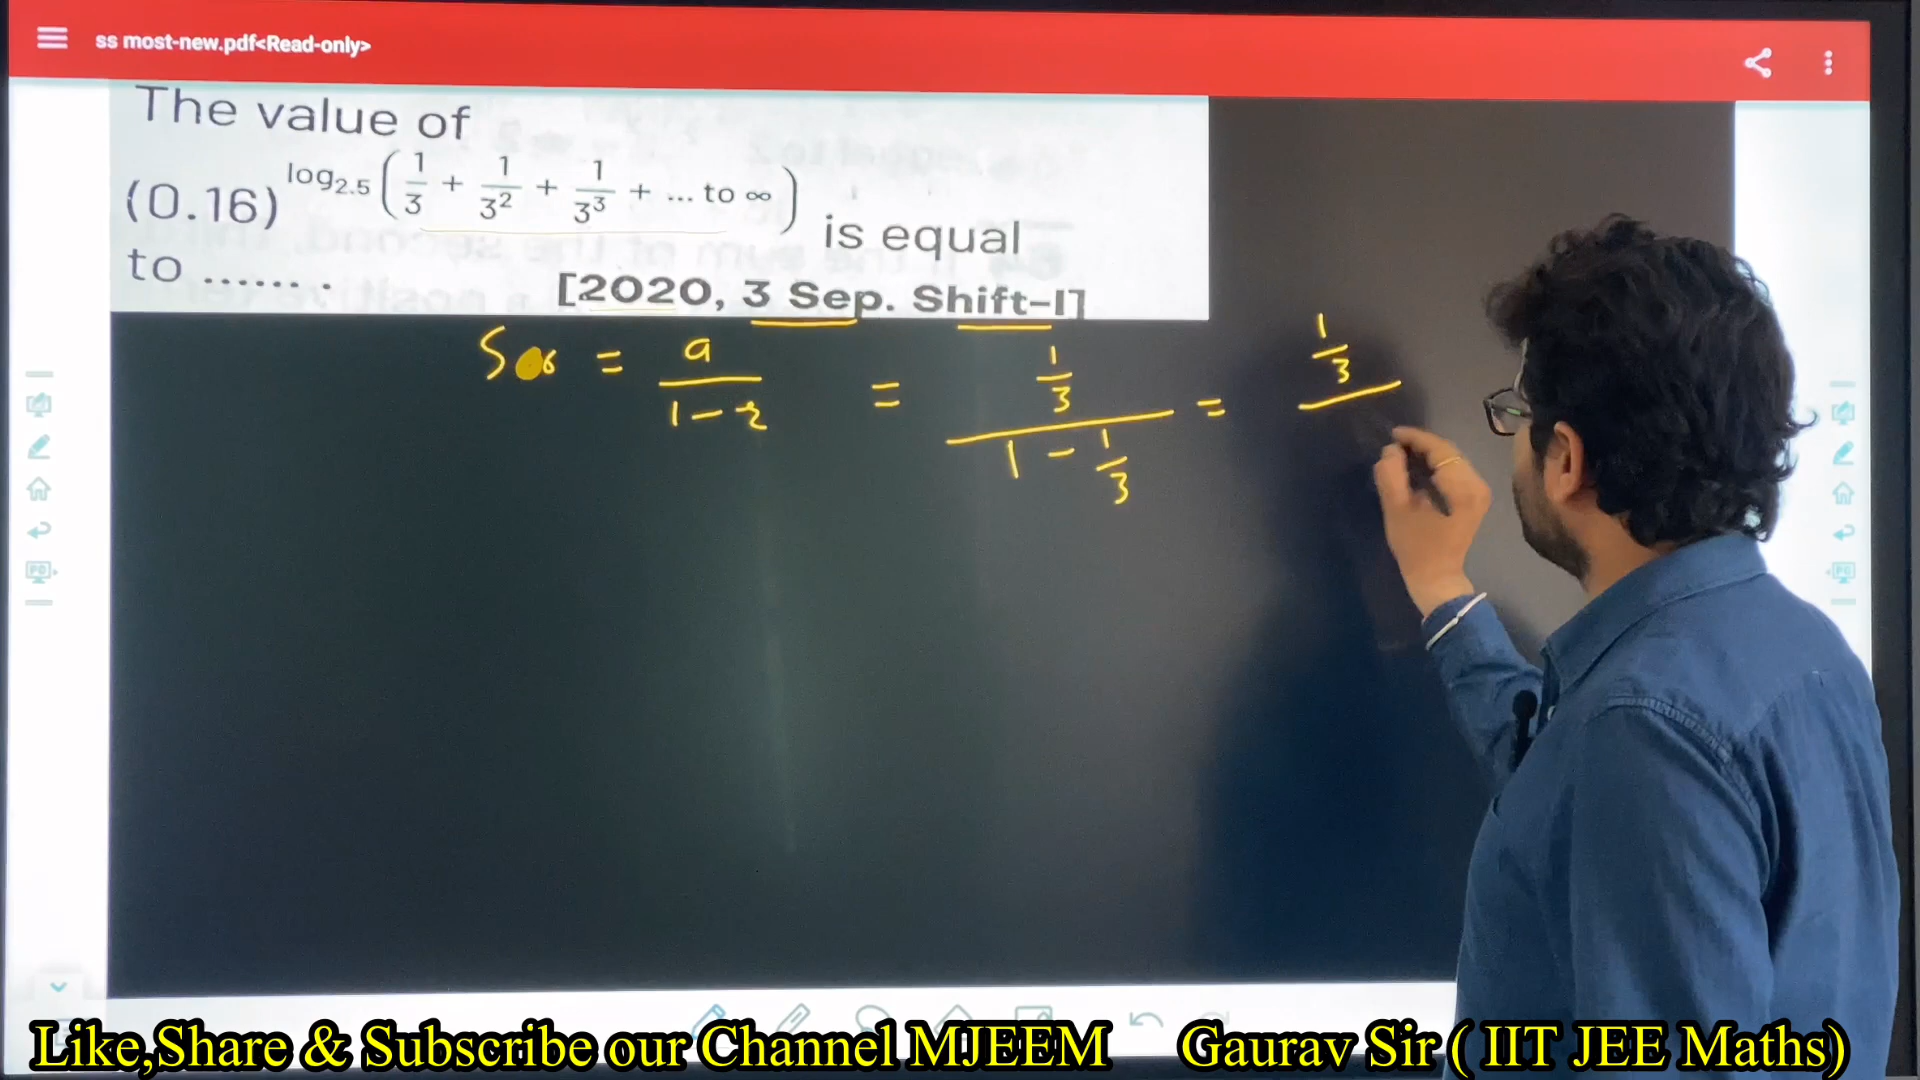 ss most-new.pdf<Read-only>
The value of
(0.16)^log_2.5(1/3 + 1/3^2 + 1/3^3 + ... to ∞) is equal
to ....... .
[2020, 3 Sep. Shift-I]
S∞ = a/(1-r) = (1/3)/(1 - 1/3) = (1/3)/
Like,Share & Subscribe our Channel MJEEM Gaurav Sir ( IIT JEE Maths)